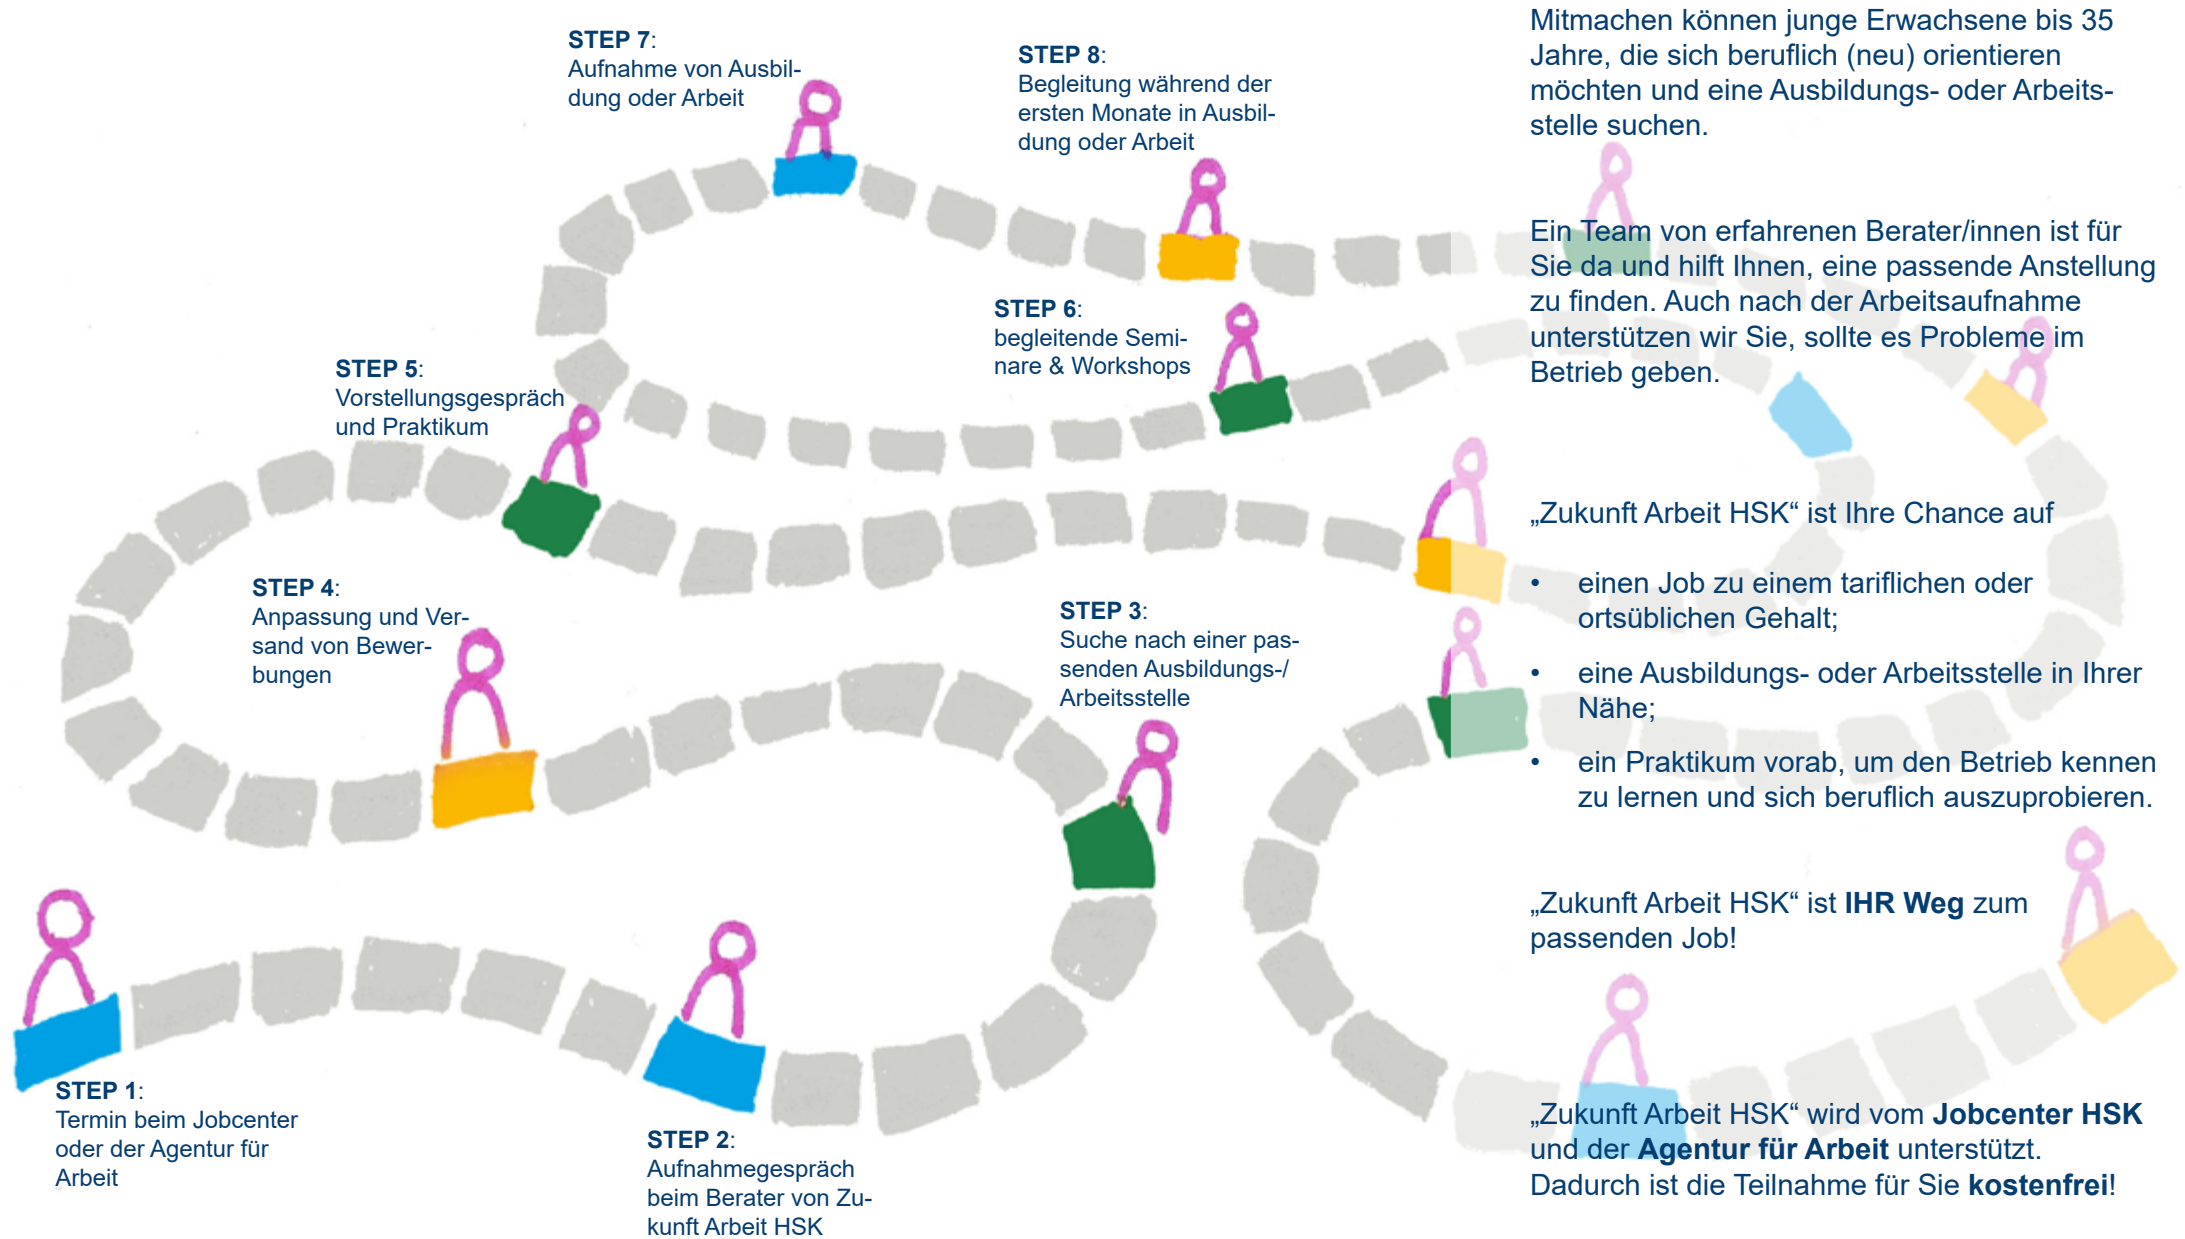 STEP 7:
Aufnahme von Ausbil-
dung oder Arbeit
STEP 8:
Begleitung während der
ersten Monate in Ausbil-
dung oder Arbeit
STEP 6:
begleitende Semi-
nare & Workshops
STEP 5:
Vorstellungsgespräch
und Praktikum
STEP 4:
Anpassung und Ver-
sand von Bewer-
bungen
STEP 3:
Suche nach einer pas-
senden Ausbildungs-/
Arbeitsstelle
STEP 1:
Termin beim Jobcenter
oder der Agentur für
Arbeit
STEP 2:
Aufnahmegespräch
beim Berater von Zu-
kunft Arbeit HSK
Mitmachen können junge Erwachsene bis 35
Jahre, die sich beruflich (neu) orientieren
möchten und eine Ausbildungs- oder Arbeits-
stelle suchen.
Ein Team von erfahrenen Berater/innen ist für
Sie da und hilft Ihnen, eine passende Anstellung
zu finden. Auch nach der Arbeitsaufnahme
unterstützen wir Sie, sollte es Probleme im
Betrieb geben.
„Zukunft Arbeit HSK“ ist Ihre Chance auf
• einen Job zu einem tariflichen oder
ortsüblichen Gehalt;
• eine Ausbildungs- oder Arbeitsstelle in Ihrer
Nähe;
• ein Praktikum vorab, um den Betrieb kennen
zu lernen und sich beruflich auszuprobieren.
„Zukunft Arbeit HSK“ ist IHR Weg zum
passenden Job!
„Zukunft Arbeit HSK“ wird vom Jobcenter HSK
und der Agentur für Arbeit unterstützt.
Dadurch ist die Teilnahme für Sie kostenfrei!